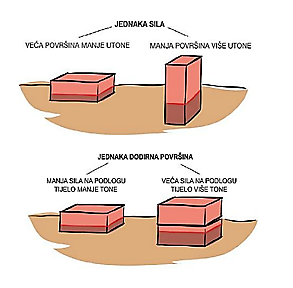 JEDNAKA SILA
VEĆA POVRŠINA MANJE UTONE
MANJA POVRŠINA VIŠE UTONE
JEDNAKA DODIRNA POVRŠINA
MANJA SILA NA PODLOGU
TIJELO MANJE TONE
VEĆA SILA NA PODLOGU
TIJELO VIŠE TONE